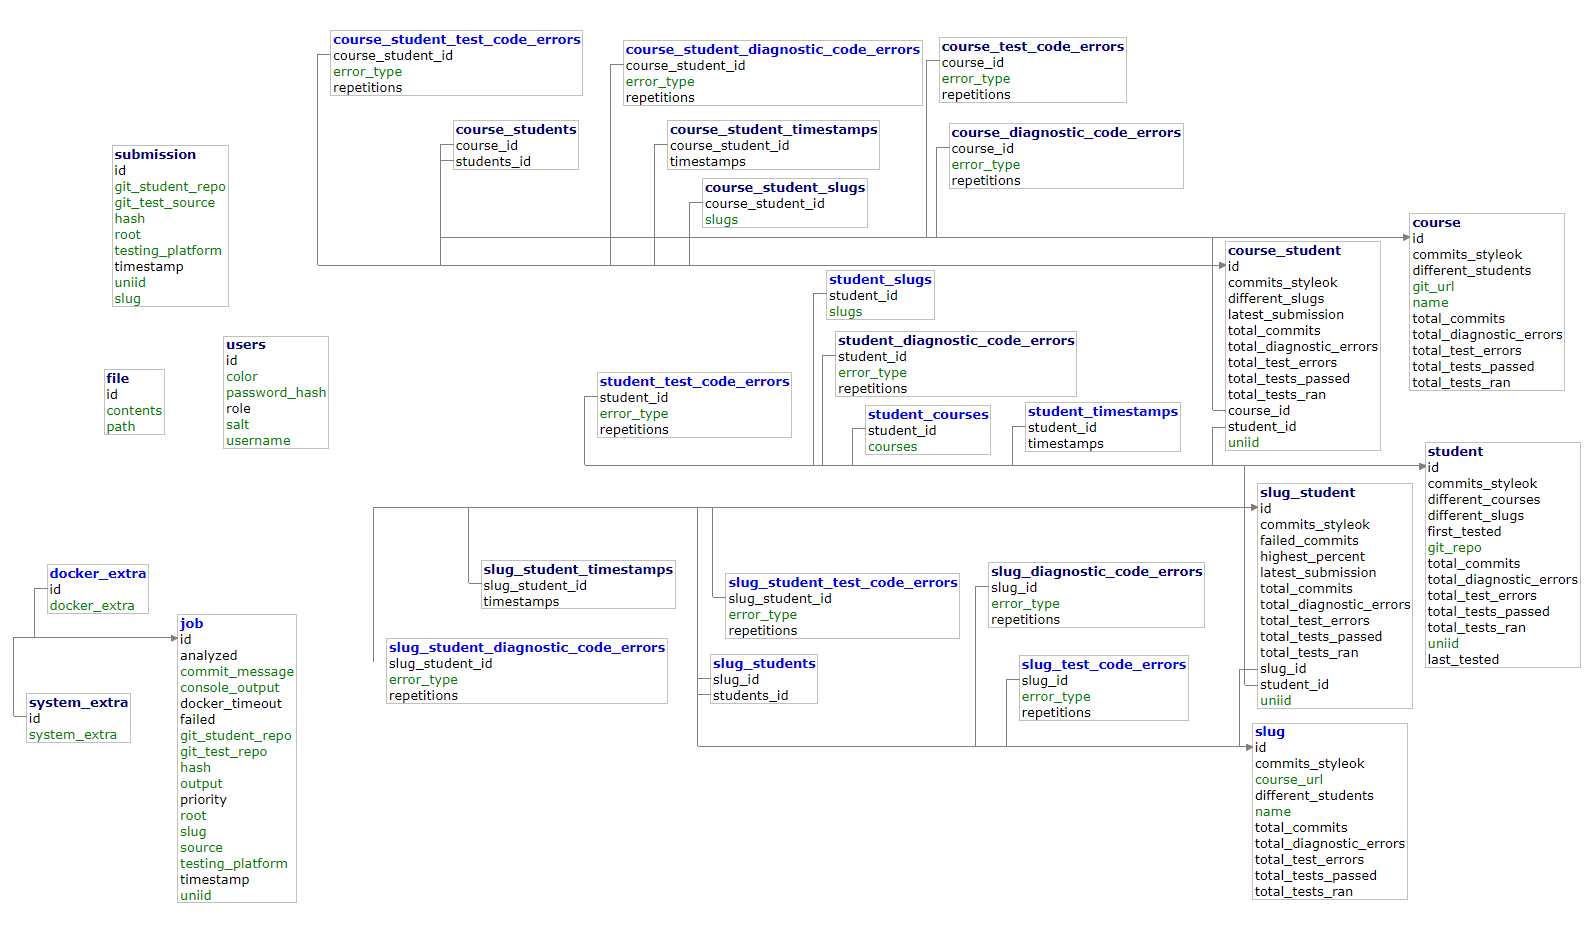 course_student_test_code_errors
course_student_id
error_type
repetitions
course_student_diagnostic_code_errors
course_student_id
error_type
repetitions
course_test_code_errors
course_id
error_type
repetitions
course_students
course_id
students_id
course_student_timestamps
course_student_id
timestamps
course_diagnostic_code_errors
course_id
error_type
repetitions
submission
id
git_student_repo
git_test_source
hash
root
testing_platform
timestamp
uniid
slug
course_student_slugs
course_student_id
slugs
course
id
commits_styleok
different_students
git_url
name
total_commits
total_diagnostic_errors
total_test_errors
total_tests_passed
total_tests_ran
course_student
id
commits_styleok
different_slugs
latest_submission
total_commits
total_diagnostic_errors
total_test_errors
total_tests_passed
total_tests_ran
course_id
student_id
uniid
student_slugs
student_id
slugs
student_diagnostic_code_errors
student_id
error_type
repetitions
users
id
color
password_hash
role
salt
username
file
id
contents
path
student_test_code_errors
student_id
error_type
repetitions
student_courses
student_id
courses
student_timestamps
student_id
timestamps
student
id
commits_styleok
different_courses
different_slugs
first_tested
git_repo
total_commits
total_diagnostic_errors
total_test_errors
total_tests_passed
total_tests_ran
uniid
last_tested
slug_student
id
commits_styleok
failed_commits
highest_percent
latest_submission
total_commits
total_diagnostic_errors
total_test_errors
total_tests_passed
total_tests_ran
slug_id
student_id
uniid
docker_extra
id
docker_extra
slug_student_timestamps
slug_student_id
timestamps
slug_student_test_code_errors
slug_student_id
error_type
repetitions
slug_diagnostic_code_errors
slug_id
error_type
repetitions
job
id
analyzed
commit_message
console_output
docker_timeout
failed
git_student_repo
git_test_repo
hash
output
priority
root
slug
source
testing_platform
timestamp
uniid
slug_student_diagnostic_code_errors
slug_student_id
error_type
repetitions
slug_students
slug_id
students_id
slug_test_code_errors
slug_id
error_type
repetitions
system_extra
id
system_extra
slug
id
commits_styleok
course_url
different_students
name
total_commits
total_diagnostic_errors
total_test_errors
total_tests_passed
total_tests_ran